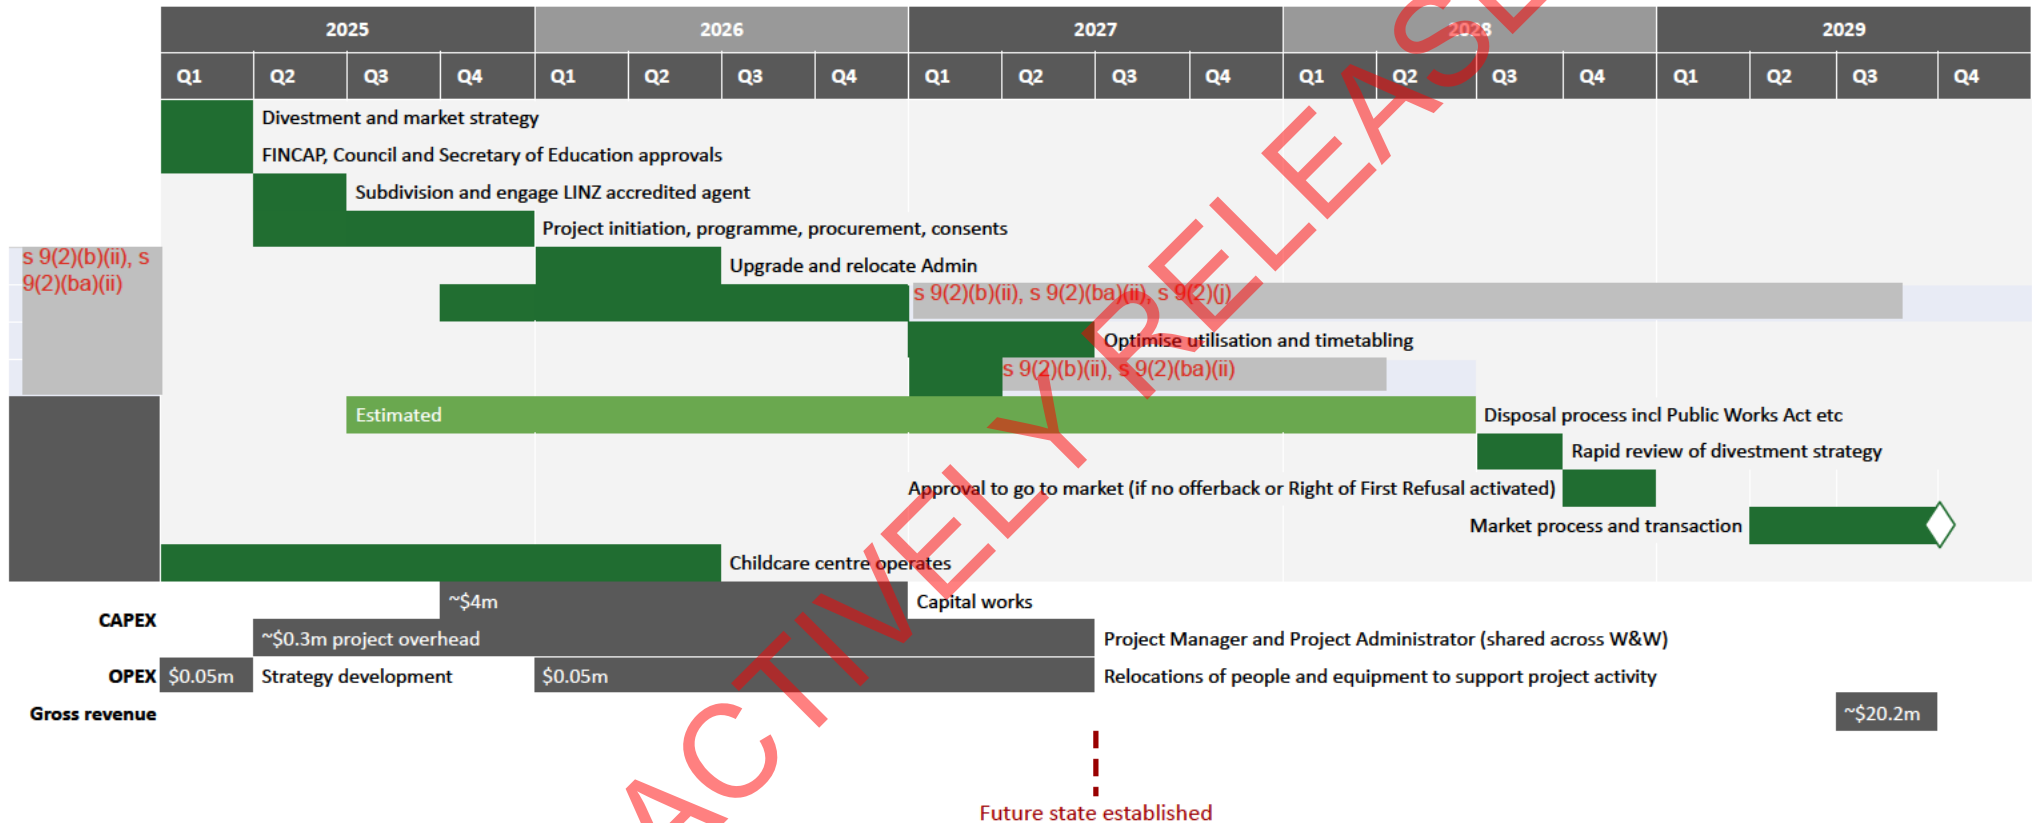 2025 2026 2027 2028 2029
Q1 Q2 Q3 Q4 Q1 Q2 Q3 Q4 Q1 Q2 Q3 Q4 Q1 Q2 Q3 Q4 Q1 Q2 Q3 Q4
Divestment and market strategy
FINCAP, Council and Secretary of Education approvals
Subdivision and engage LINZ accredited agent
Project initiation, programme, procurement, consents
s 9(2)(b)(ii), s
9(2)(ba)(ii)
Upgrade and relocate Admin
s 9(2)(b)(ii), s 9(2)(ba)(ii), s 9(2)(j)
Optimise utilisation and timetabling
s 9(2)(b)(ii), s 9(2)(ba)(ii)
Estimated
Disposal process incl Public Works Act etc
Rapid review of divestment strategy
Approval to go to market (if no offerback or Right of First Refusal activated)
Market process and transaction
Childcare centre operates
CAPEX
~$4m
Capital works
~$0.3m project overhead
Project Manager and Project Administrator (shared across W&W)
OPEX
$0.05m
Strategy development
$0.05m
Relocations of people and equipment to support project activity
Gross revenue
~$20.2m
Future state established
ACTIVELY RELEASE